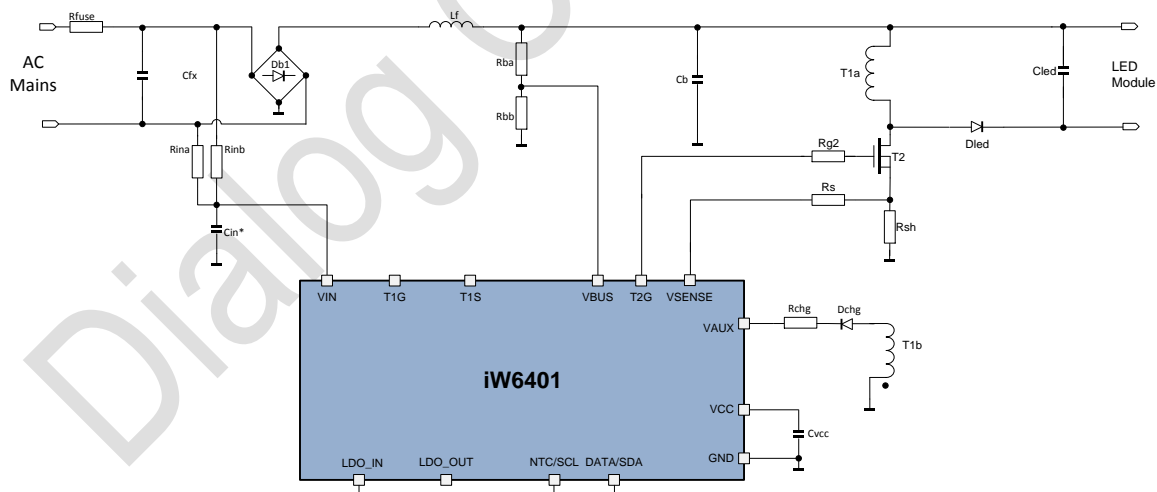 Rfuse
Lf
AC
Mains
Cfx
Db1
Rba
Rbb
Cb
T1a
Cled
LED
Module
Dled
Rg2
T2
Rs
Rsh
Rina
Rinb
Cin*
VIN
T1G
T1S
VBUS
T2G
VSENSE
VAUX
Rchg
Dchg
T1b
iW6401
VCC
Cvcc
GND
LDO_IN
LDO_OUT
NTC/SCL
DATA/SDA
Dialog